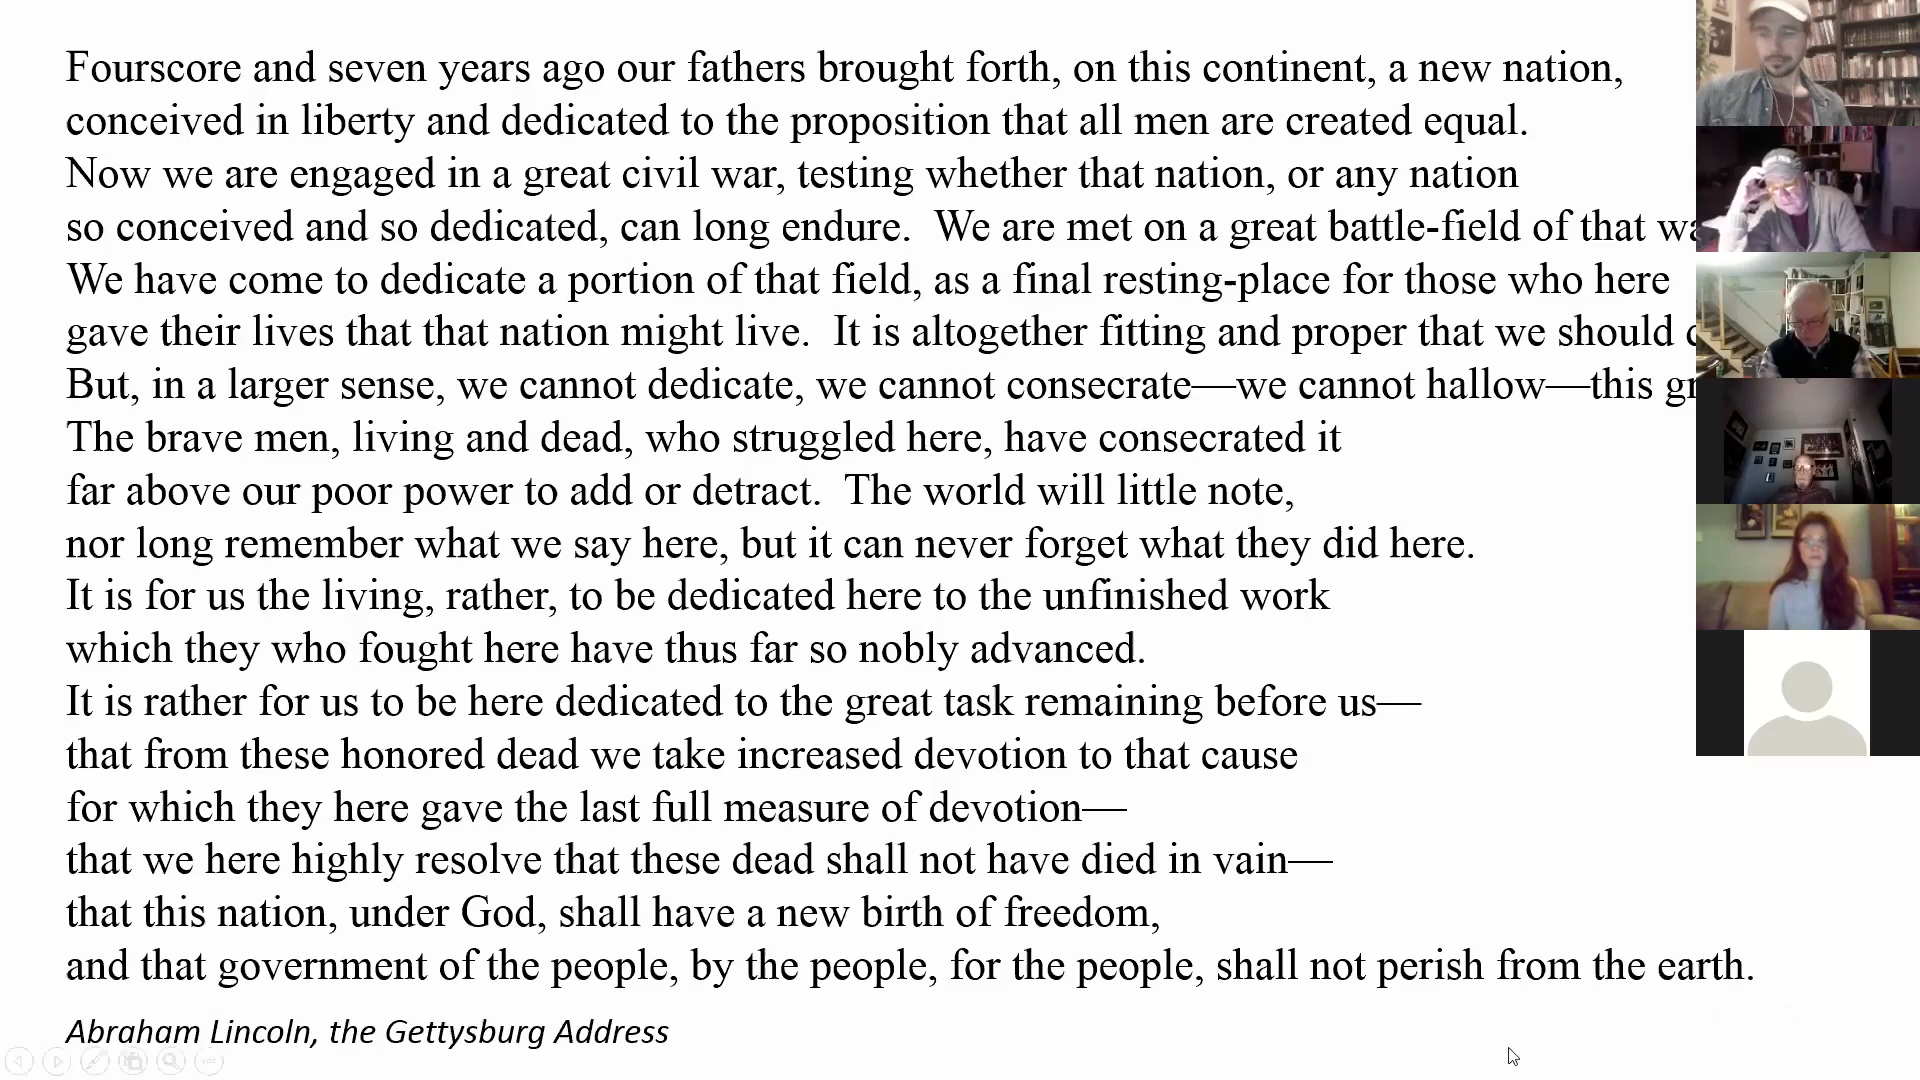 Fourscore and seven years ago our fathers brought forth, on this continent, a new nation,
conceived in liberty and dedicated to the proposition that all men are created equal.
Now we are engaged in a great civil war, testing whether that nation, or any nation
so conceived and so dedicated, can long endure.  We are met on a great battle-field of that
We have come to dedicate a portion of that field, as a final resting-place for those who here
gave their lives that that nation might live.  It is altogether fitting and proper that we should
But, in a larger sense, we cannot dedicate, we cannot consecrate—we cannot hallow—this
The brave men, living and dead, who struggled here, have consecrated it
far above our poor power to add or detract.  The world will little note,
nor long remember what we say here, but it can never forget what they did here.
It is for us the living, rather, to be dedicated here to the unfinished work
which they who fought here have thus far so nobly advanced.
It is rather for us to be here dedicated to the great task remaining before us—
that from these honored dead we take increased devotion to that cause
for which they here gave the last full measure of devotion—
that we here highly resolve that these dead shall not have died in vain—
that this nation, under God, shall have a new birth of freedom,
and that government of the people, by the people, for the people, shall not perish from the earth.
Abraham Lincoln, the Gettysburg Address